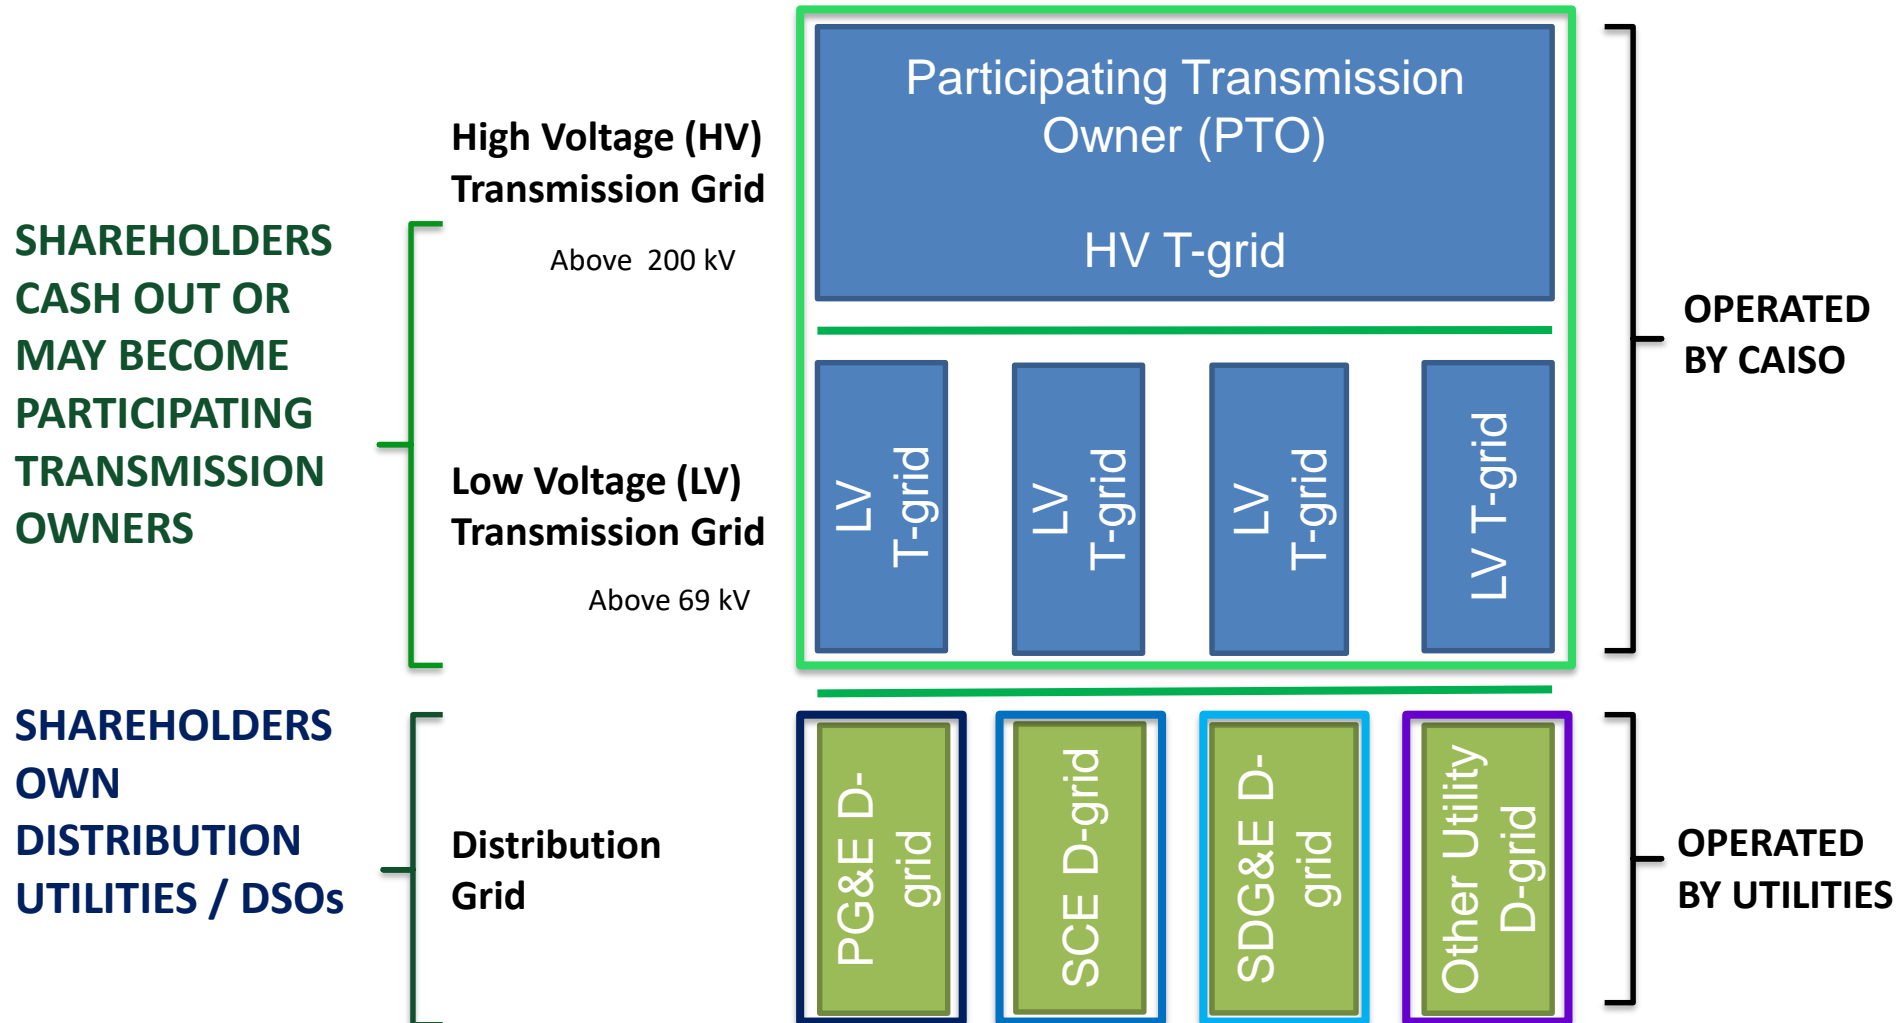 SHAREHOLDERS
CASH OUT OR
MAY BECOME
PARTICIPATING
TRANSMISSION
OWNERS
High Voltage (HV)
Transmission Grid
Above 200 kV
Participating Transmission
Owner (PTO)
HV T-grid
Low Voltage (LV)
Transmission Grid
Above 69 kV
LV
T-grid
LV
T-grid
LV
T-grid
LV T-grid
OPERATED
BY CAISO
SHAREHOLDERS
OWN
DISTRIBUTION
UTILITIES / DSOs
Distribution
Grid
PG&E D-
grid
SCE D-grid
SDG&E D-
grid
Other Utility
D-grid
OPERATED
BY UTILITIES